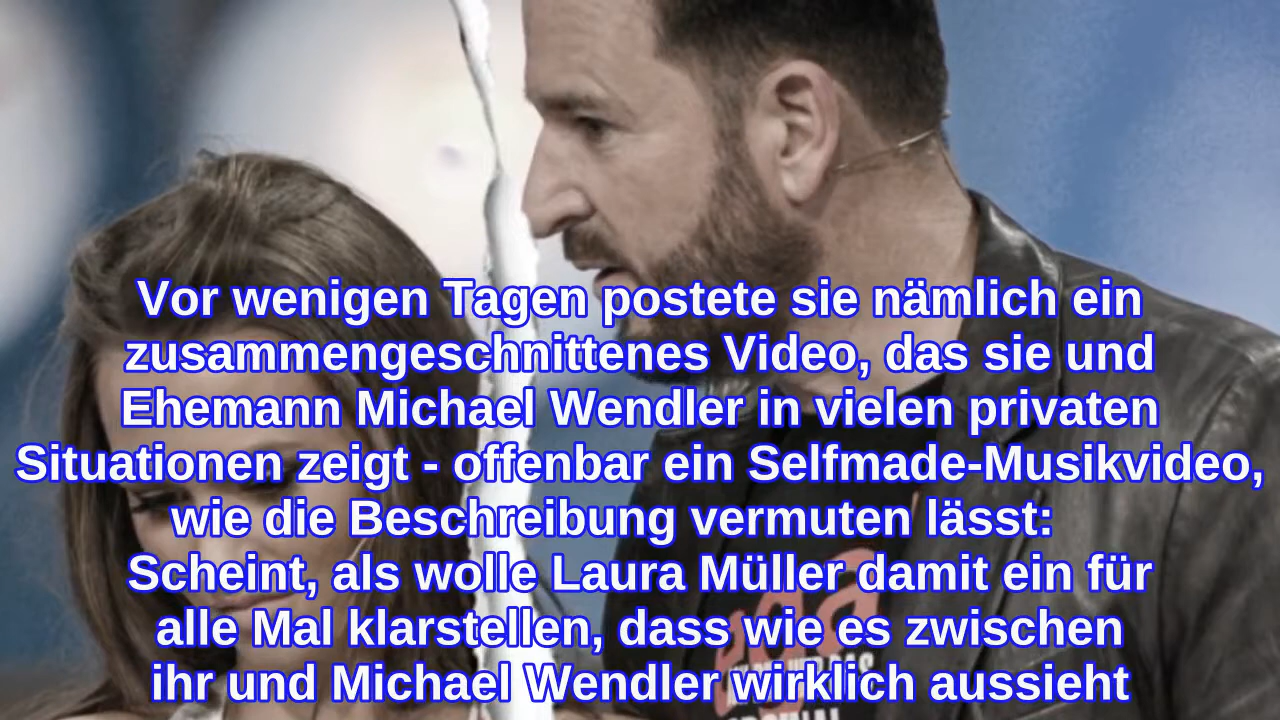 Vor wenigen Tagen postete sie nämlich ein
zusammengeschnittenes Video, das sie und
Ehemann Michael Wendler in vielen privaten
Situationen zeigt - offenbar ein Selfmade-Musikvideo,
wie die Beschreibung vermuten lässt:
Scheint, als wolle Laura Müller damit ein für
alle Mal klarstellen, dass wie es zwischen
ihr und Michael Wendler wirklich aussieht